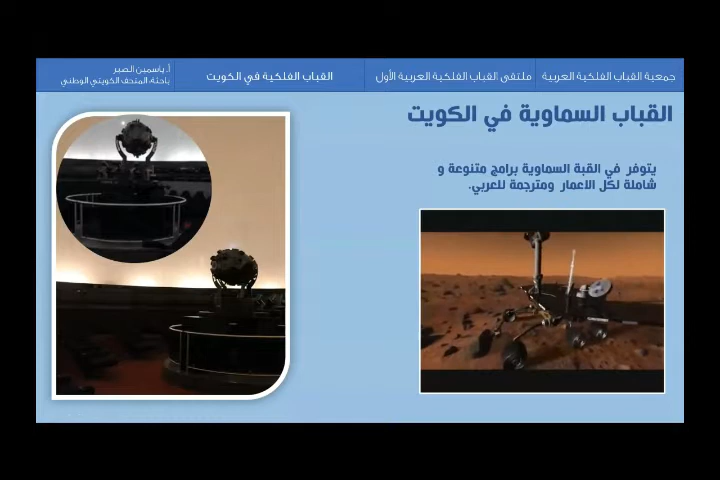 جمعية القباب الفلكية العربية
ملتقى القباب الفلكية العربية الأول
القباب الفلكية في الكويت
أ. ياسمين الصبر
باحثة، المتحف الكويتي الوطني
القباب السماوية في الكويت
يتوفر في القبة السماوية برامج متنوعة و
شاملة لكل الاعمار ومترجمة للعربي.